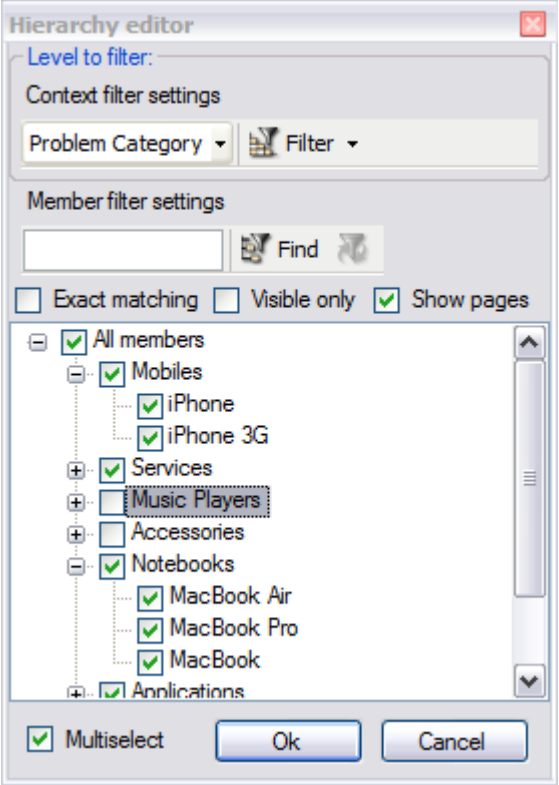 Hierarchy editor
Level to filter:
Context filter settings
Problem Category Filter
Member filter settings
Find
Exact matching Visible only Show pages
All members
Mobiles
iPhone
iPhone 3G
Services
Music Players
Accessories
Notebooks
MacBook Air
MacBook Pro
MacBook
Applications
Multiselect Ok Cancel